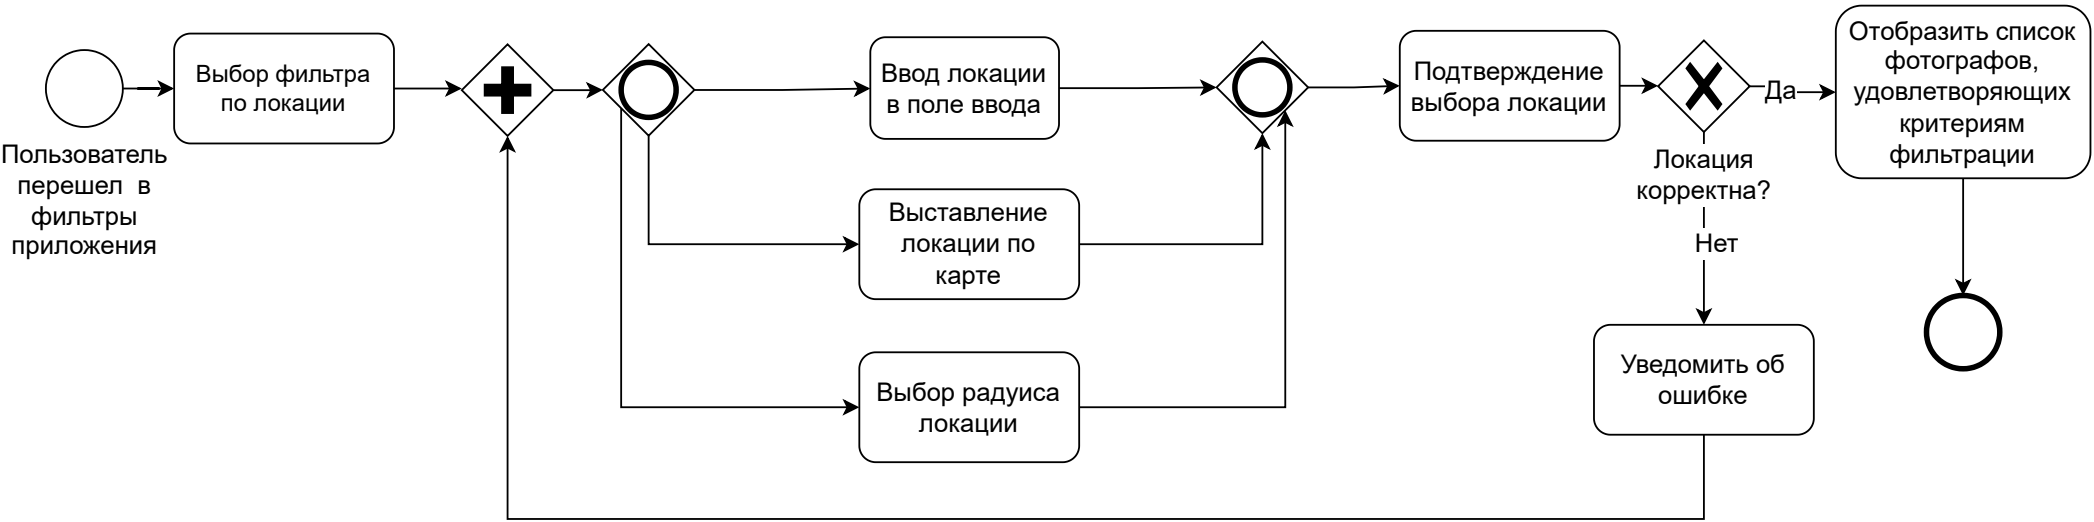 Пользователь
перешел в
фильтры
приложения
Выбор фильтра
по локации
Ввод локации
в поле ввода
Выставление
локации по
карте
Выбор радуиса
локации
Подтверждение
выбора локации
Локация
корректна?
Да
Нет
Уведомить об
ошибке
Отобразить список
фотографов,
удовлетворяющих
критериям
фильтрации